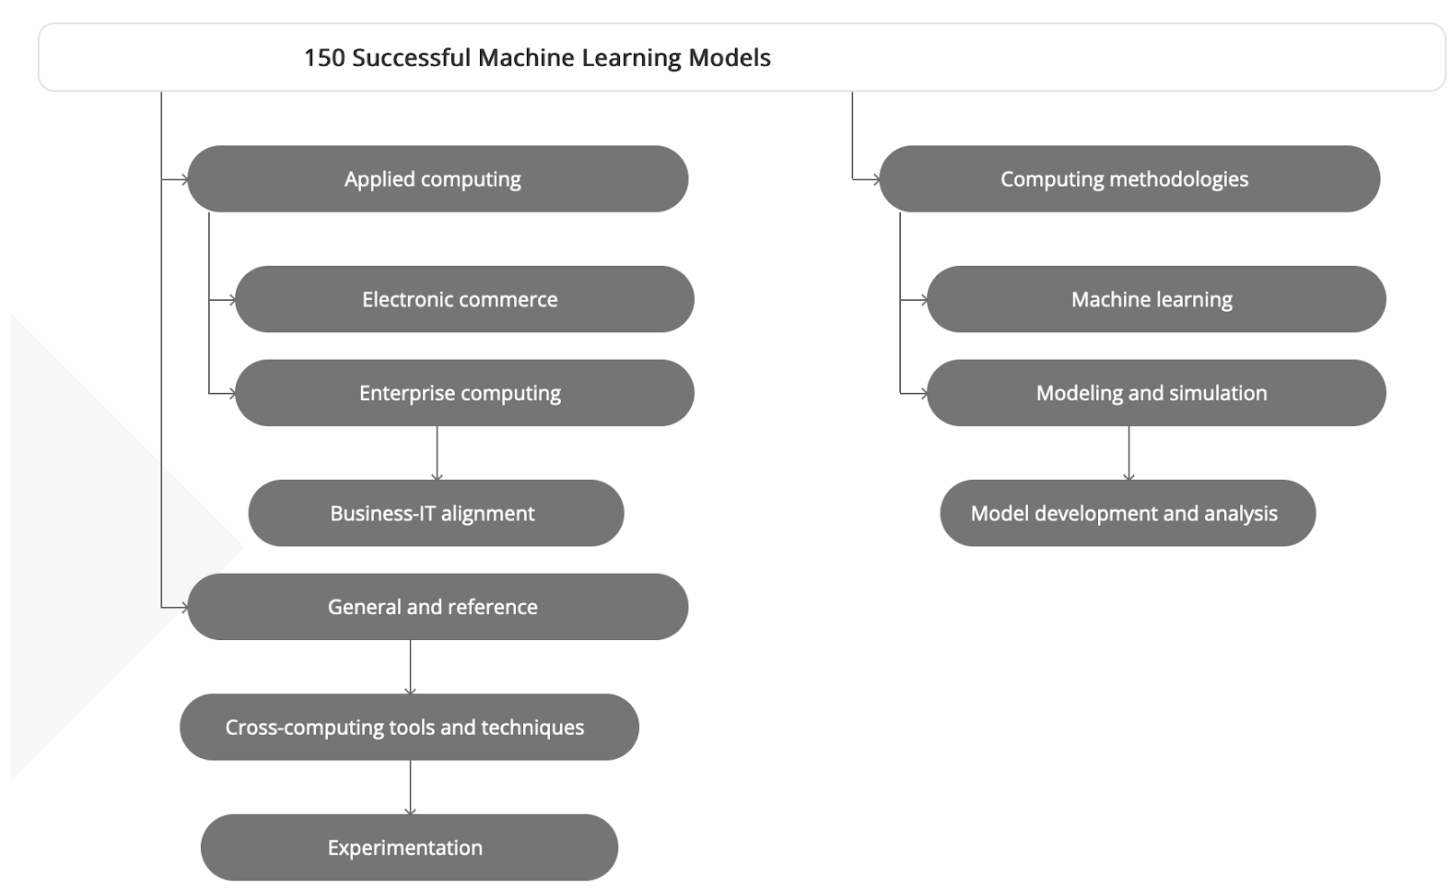 150 Successful Machine Learning Models
Applied computing
Electronic commerce
Enterprise computing
Business-IT alignment
General and reference
Cross-computing tools and techniques
Experimentation
Computing methodologies
Machine learning
Modeling and simulation
Model development and analysis